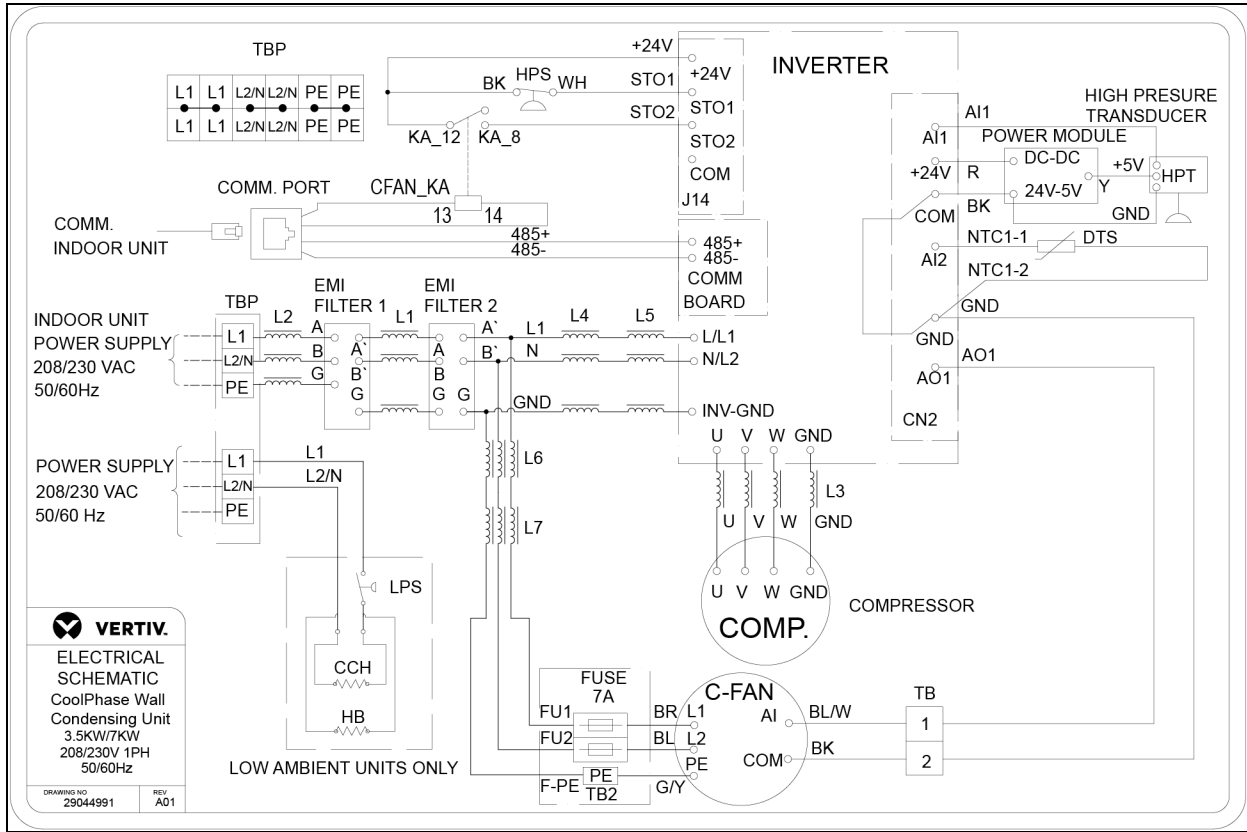 TBP
L1 L1 L2/N L2/N PE PE
L1 L1 L2/N L2/N PE PE
+24V
BK HPS WH
STO1
STO2
KA_12 KA_8
+24V
STO1
STO2
COM
J14
INVERTER
COMM. PORT
CFAN_KA
13 14
COMM.
INDOOR UNIT
485+
485-
485+
485-
COMM
BOARD
AI1
+24V
COM
AI2
GND
AO1
CN2
AI1
R
BK
NTC1-1
NTC1-2
GND
AO1
HIGH PRESURE
TRANSDUCER
POWER MODULE
DC-DC
24V-5V
+5V
Y
GND
HPT
DTS
INDOOR UNIT
POWER SUPPLY
208/230 VAC
50/60Hz
TBP
L1
L2/N
PE
L2
A
B
G
EMI
FILTER 1
A`
B`
G
L1
EMI
FILTER 2
A
B
G
G
A`
B`
L1
N
GND
L4
L5
L/L1
N/L2
INV-GND
POWER SUPPLY
208/230 VAC
50/60 Hz
L1
L2/N
PE
L1
L2/N
L6
L7
U V W GND
L3
U V W GND
U V W GND
COMP.
COMPRESSOR
LPS
CCH
HB
LOW AMBIENT UNITS ONLY
FUSE
7A
FU1
FU2
F-PE
PE
TB2
BR
BL
G/Y
C-FAN
L1
L2
PE
AI
COM
BL/W
BK
TB
1
2
VERTIV.
ELECTRICAL
SCHEMATIC
CoolPhase Wall
Condensing Unit
3.5KW/7KW
208/230V 1PH
50/60Hz
DRAWING NO
29044991
REV
A01